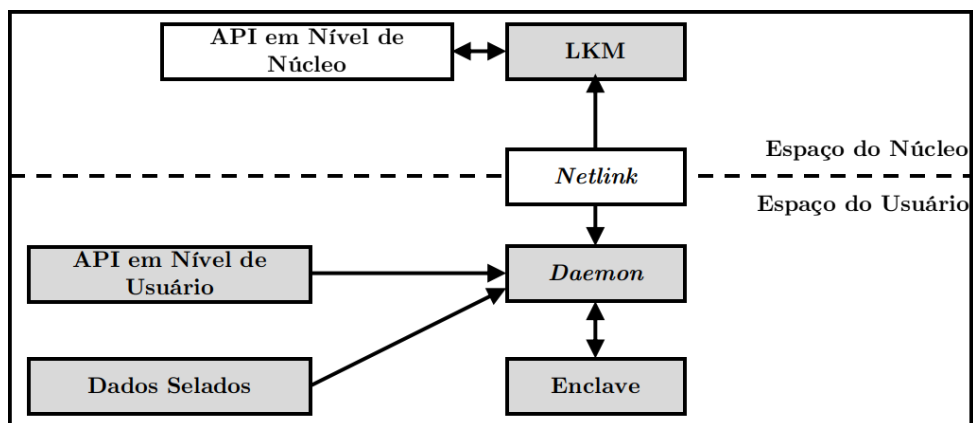 API em Nível de
Núcleo
LKM
Espaço do Núcleo
Netlink
Espaço do Usuário
API em Nível de
Usuário
Daemon
Dados Selados
Enclave